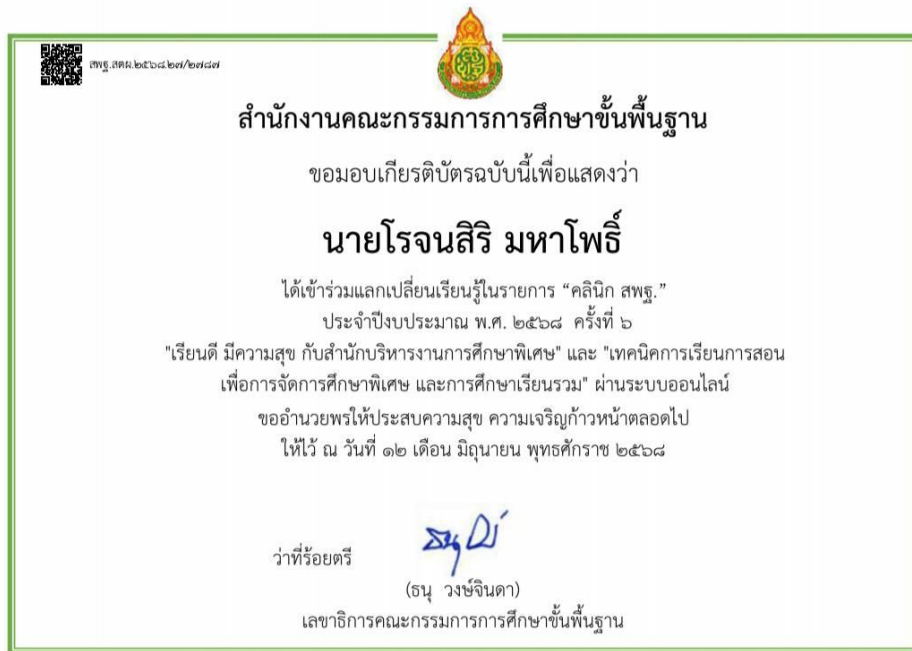 สพฐ.สตผ.๒๕๖๘.๒๗/๒๗๘๗
สำนักงานคณะกรรมการการศึกษาขั้นพื้นฐาน
ขอมอบเกียรติบัตรฉบับนี้เพื่อแสดงว่า
นายโรจนสิริ มหาโพธิ์
ได้เข้าร่วมแลกเปลี่ยนเรียนรู้ในรายการ “คลินิก สพฐ.”
ประจำปีงบประมาณ พ.ศ. ๒๕๖๘ ครั้งที่ ๖
"เรียนดี มีความสุข กับสำนักบริหารงานการศึกษาพิเศษ" และ "เทคนิคการเรียนการสอน
เพื่อการจัดการศึกษาพิเศษ และการศึกษาเรียนรวม" ผ่านระบบออนไลน์
ขออำนวยพรให้ประสบความสุข ความเจริญก้าวหน้าตลอดไป
ให้ไว้ ณ วันที่ ๑๒ เดือน มิถุนายน พุทธศักราช ๒๕๖๘
ว่าที่ร้อยตรี
(ธนุ วงษ์จินดา)
เลขาธิการคณะกรรมการการศึกษาขั้นพื้นฐาน